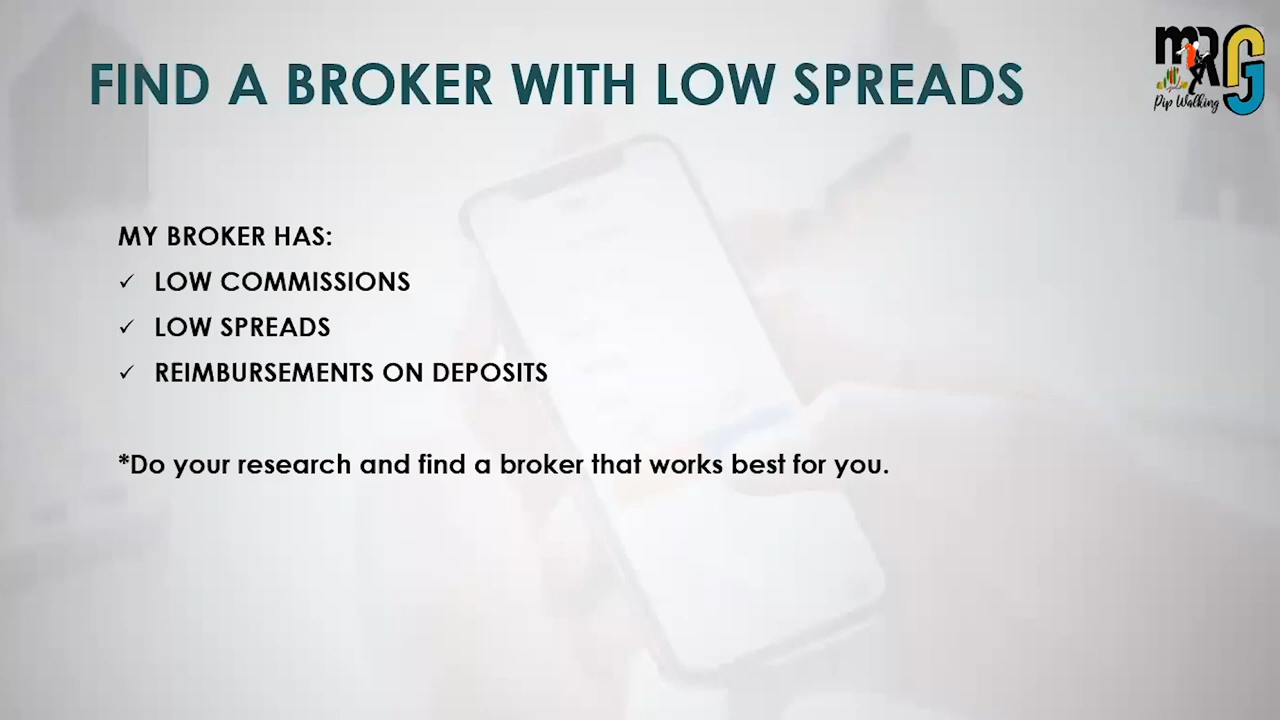 FIND A BROKER WITH LOW SPREADS
MR G
Pip Walking
MY BROKER HAS:
✓ LOW COMMISSIONS
✓ LOW SPREADS
✓ REIMBURSEMENTS ON DEPOSITS
*Do your research and find a broker that works best for you.